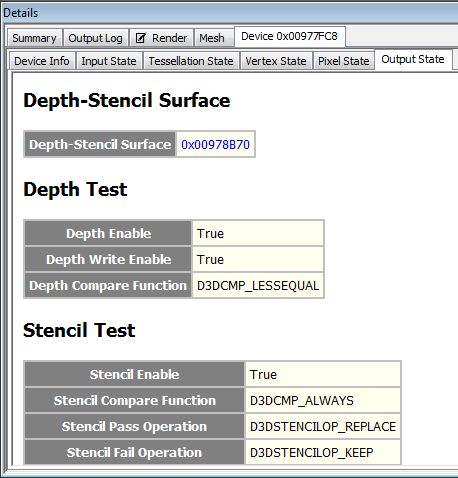 Details
Summary Output Log Render Mesh Device 0x00977FC8
Device Info Input State Tessellation State Vertex State Pixel State Output State
Depth-Stencil Surface
Depth-Stencil Surface 0x00978B70
Depth Test
Depth Enable True
Depth Write Enable True
Depth Compare Function D3DCMP_LESSEQUAL
Stencil Test
Stencil Enable True
Stencil Compare Function D3DCMP_ALWAYS
Stencil Pass Operation D3DSTENCILOP_REPLACE
Stencil Fail Operation D3DSTENCILOP_KEEP